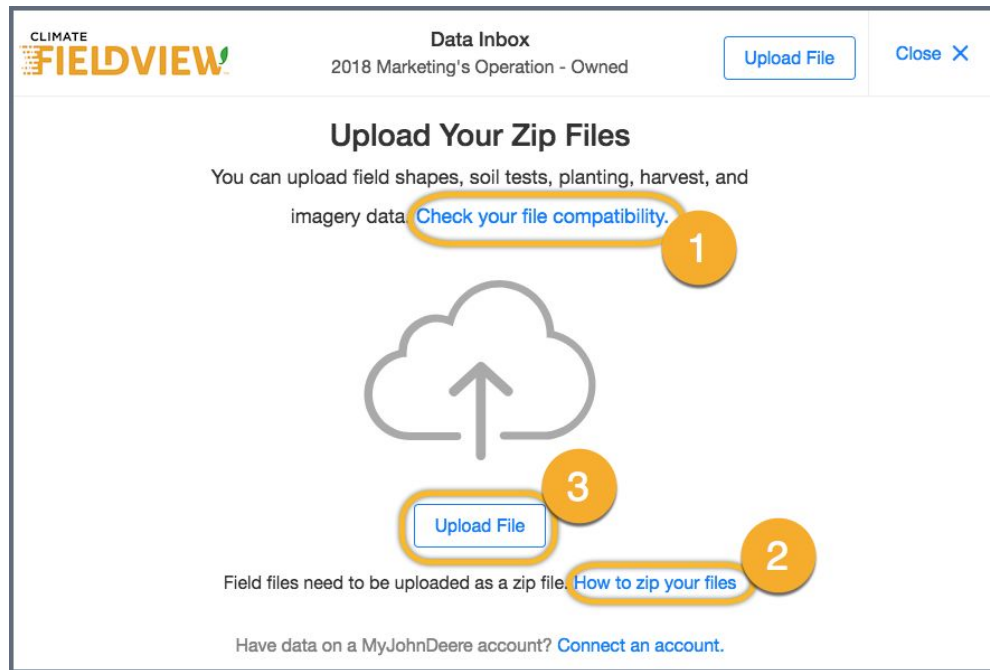 CLIMATE
FIELDVIEW
Data Inbox
2018 Marketing's Operation - Owned
Upload File
Close X
Upload Your Zip Files
You can upload field shapes, soil tests, planting, harvest, and
imagery data. Check your file compatibility.
1
3
Upload File
2
Field files need to be uploaded as a zip file. How to zip your files
Have data on a MyJohnDeere account? Connect an account.